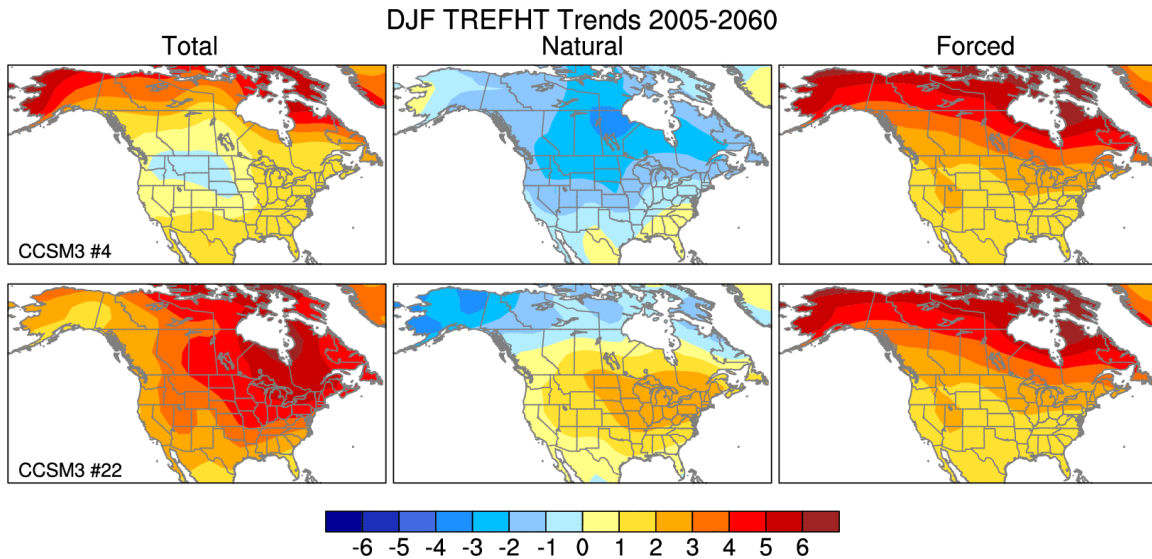 DJF TREFHT Trends 2005-2060
Total Natural Forced
CCSM3 #4
CCSM3 #22
-6 -5 -4 -3 -2 -1 0 1 2 3 4 5 6